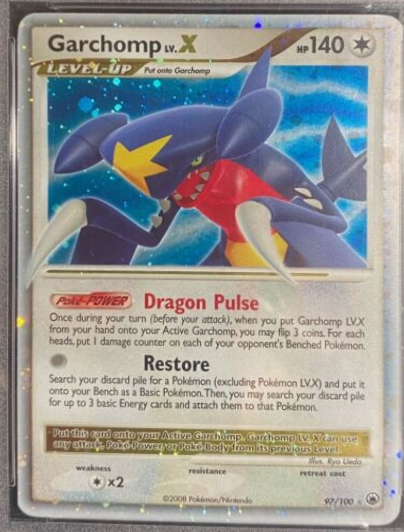 Garchomp LV.X HP 140
LEVEL-UP Put onto Garchomp
Poké-POWER Dragon Pulse
Once during your turn (before your attack), when you put Garchomp LV.X
from your hand onto your Active Garchomp, you may flip 3 coins. For each
heads, put 1 damage counter on each of your opponent's Benched Pokémon.
Restore
Search your discard pile for a Pokémon (excluding Pokémon LV.X) and put it
onto your Bench as a Basic Pokémon. Then, you may search your discard pile
for up to 3 basic Energy cards and attach them to that Pokémon.
Put this card onto your Active Garchomp. Garchomp LV.X can use
any attack, Poké-Power, or Poké-Body from its previous Level.
Illus. Ryo Ueda
weakness resistance retreat cost
×2
©2008 Pokémon/Nintendo 97/100